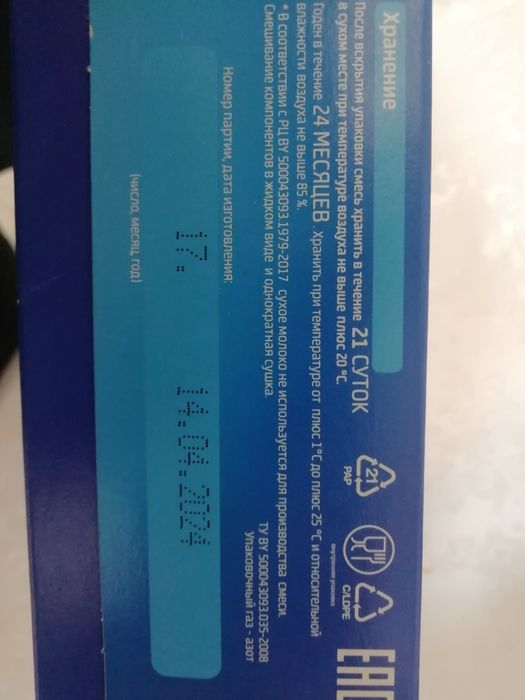 Хранение
После вскрытия упаковки смесь хранить в течение 21 СУТОК
в сухом месте при температуре воздуха не выше плюс 20 °С.
Годен в течение 24 МЕСЯЦЕВ. Хранить при температуре от плюс 1°С до плюс 25 °С и относительной
влажности воздуха не выше 85 %.
*В соответствии с РЦ BY 500043093.1979-2017 сухое молоко не используется для производства смеси.
Смешивание компонентов в жидком виде и однократная сушка.
ТУ BY 500043093.035-2008
Упаковочный газ - азот
Номер партии, дата изготовления:
17. 14.04.2024
(число, месяц, год)
21
PAP
внутренняя упаковка
C/LDPE
EAC